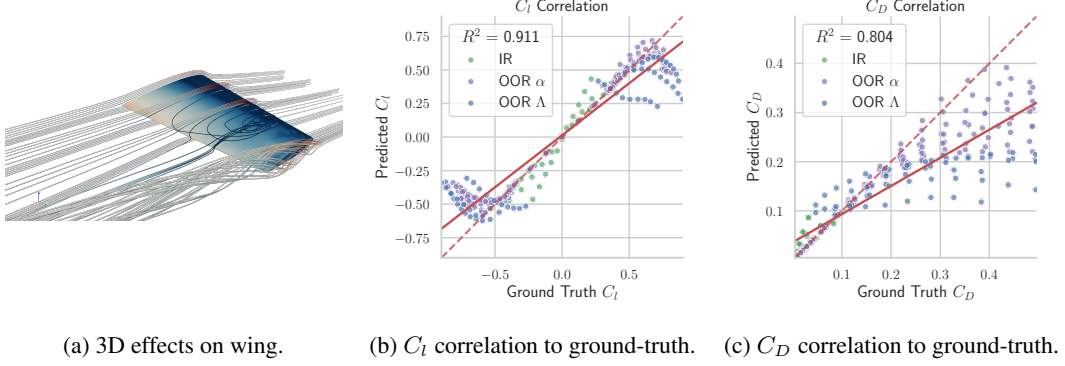 C_l Correlation
R² = 0.911
IR
OOR α
OOR Λ
0.75
0.50
0.25
0.00
−0.25
−0.50
−0.75
Predicted C_l
−0.5
0.0
0.5
Ground Truth C_l
C_D Correlation
R² = 0.804
IR
OOR α
OOR Λ
0.4
0.3
0.2
0.1
Predicted C_D
0.1
0.2
0.3
0.4
Ground Truth C_D
(a) 3D effects on wing.
(b) C_l correlation to ground-truth.
(c) C_D correlation to ground-truth.